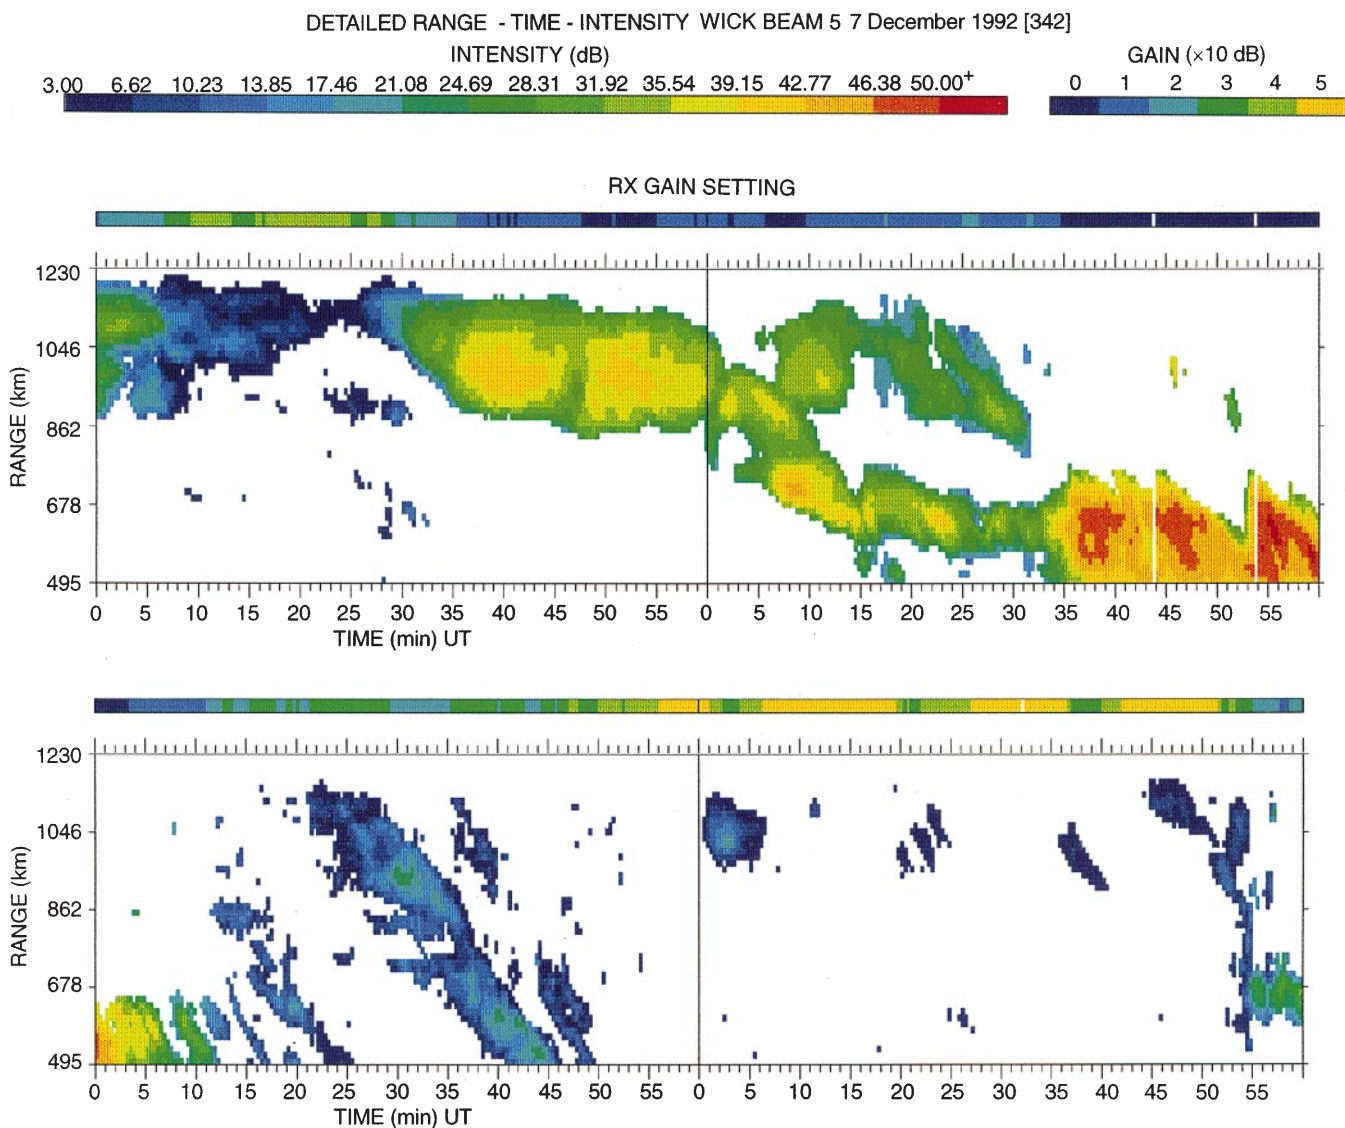 DETAILED RANGE - TIME - INTENSITY WICK BEAM 5 7 December 1992 [342]
INTENSITY (dB)
GAIN (×10 dB)
3.00 6.62 10.23 13.85 17.46 21.08 24.69 28.31 31.92 35.54 39.15 42.77 46.38 50.00+
0 1 2 3 4 5
RX GAIN SETTING
1230
1046
862
678
495
RANGE (km)
0 5 10 15 20 25 30 35 40 45 50 55 0 5 10 15 20 25 30 35 40 45 50 55
TIME (min) UT
1230
1046
862
678
495
RANGE (km)
0 5 10 15 20 25 30 35 40 45 50 55 0 5 10 15 20 25 30 35 40 45 50 55
TIME (min) UT